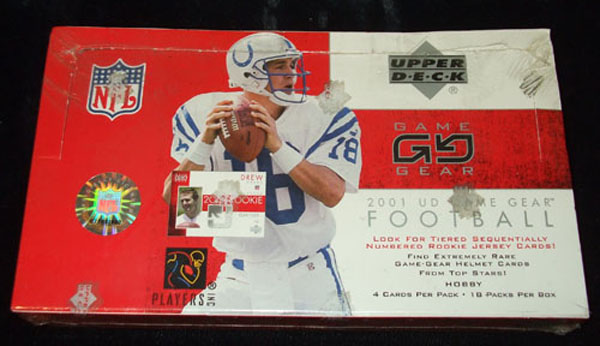 NFL
UPPER
DECK
®
GAME
GG
GEAR
2001 UD GAME GEAR
FOOTBALL
LOOK FOR TIERED SEQUENTIALLY
NUMBERED ROOKIE JERSEY CARDS!
FIND EXTREMELY RARE
GAME-GEAR HELMET CARDS
FROM TOP STARS!
HOBBY
4 CARDS PER PACK • 18 PACKS PER BOX
18
18
DREW
ROOKIE
PLAYERS INC